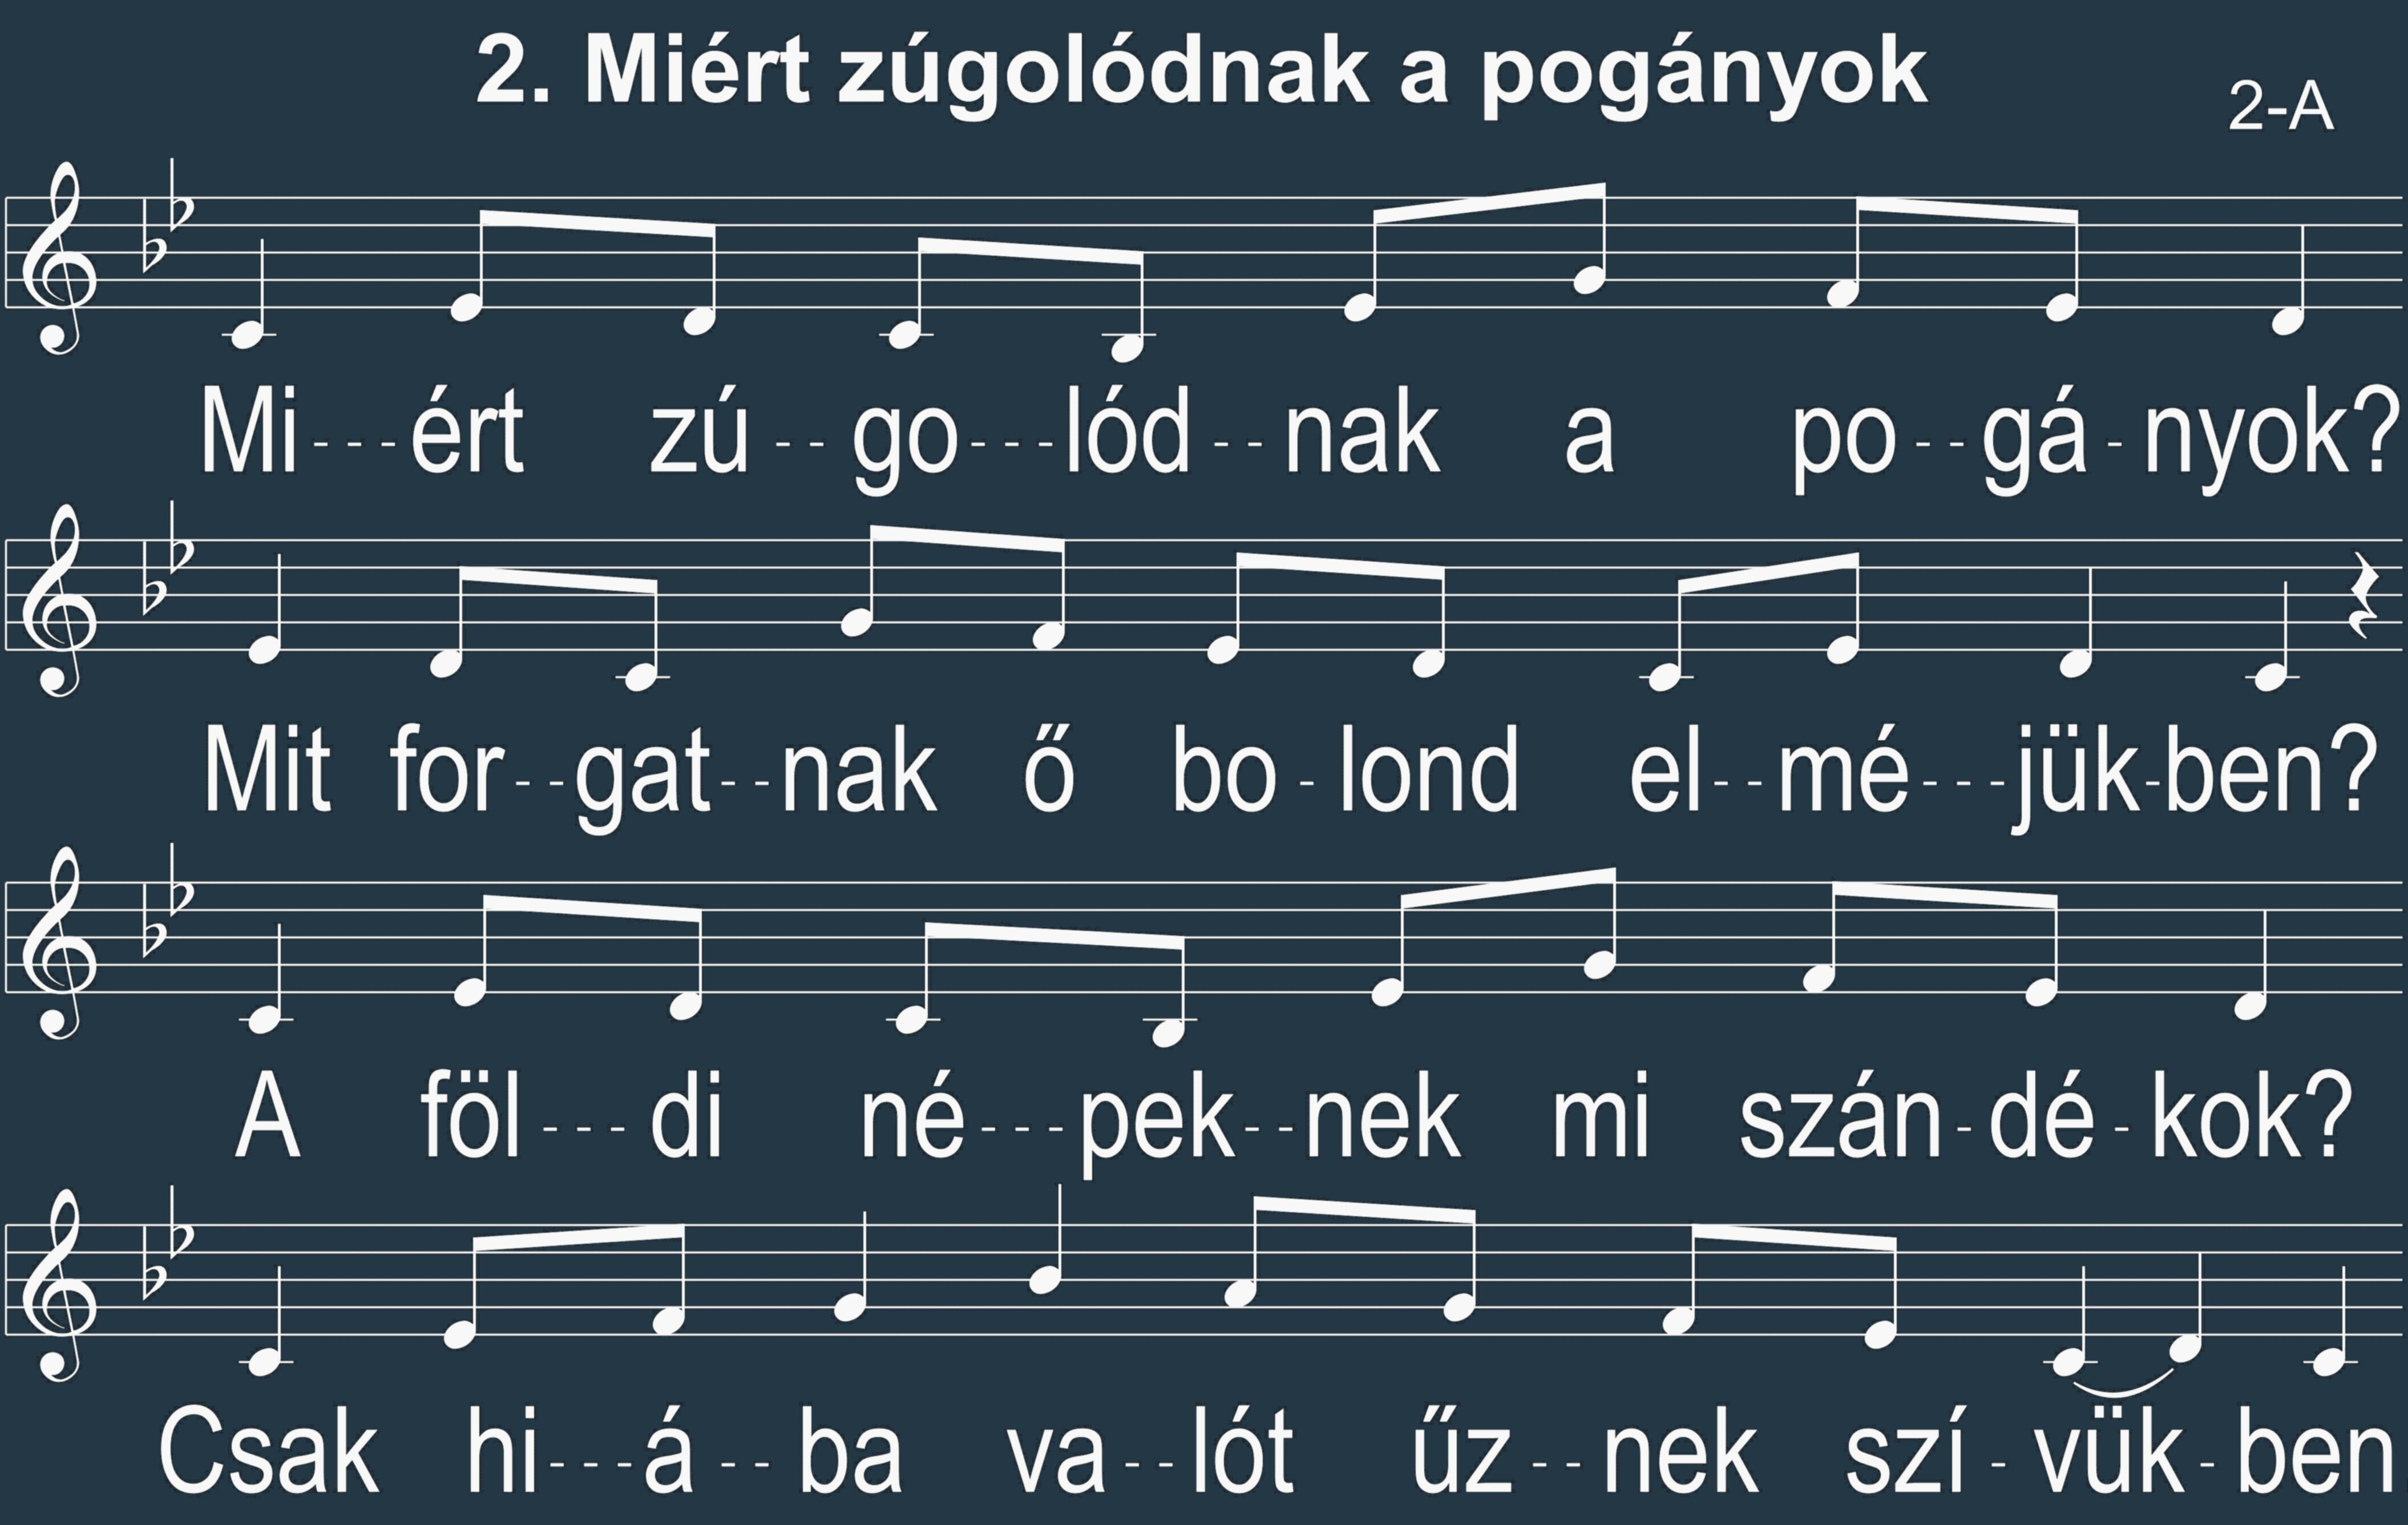 2. Miért zúgolódnak a pogányok
2-A
Mi---ért zú--go---lód--nak a po--gá-nyok?
Mit for--gat--nak ő bo-lond el--mé---jük-ben?
A föl---di né---pek--nek mi szán-dé-kok?
Csak hi---á--ba va--lót űz--nek szí-vük-ben